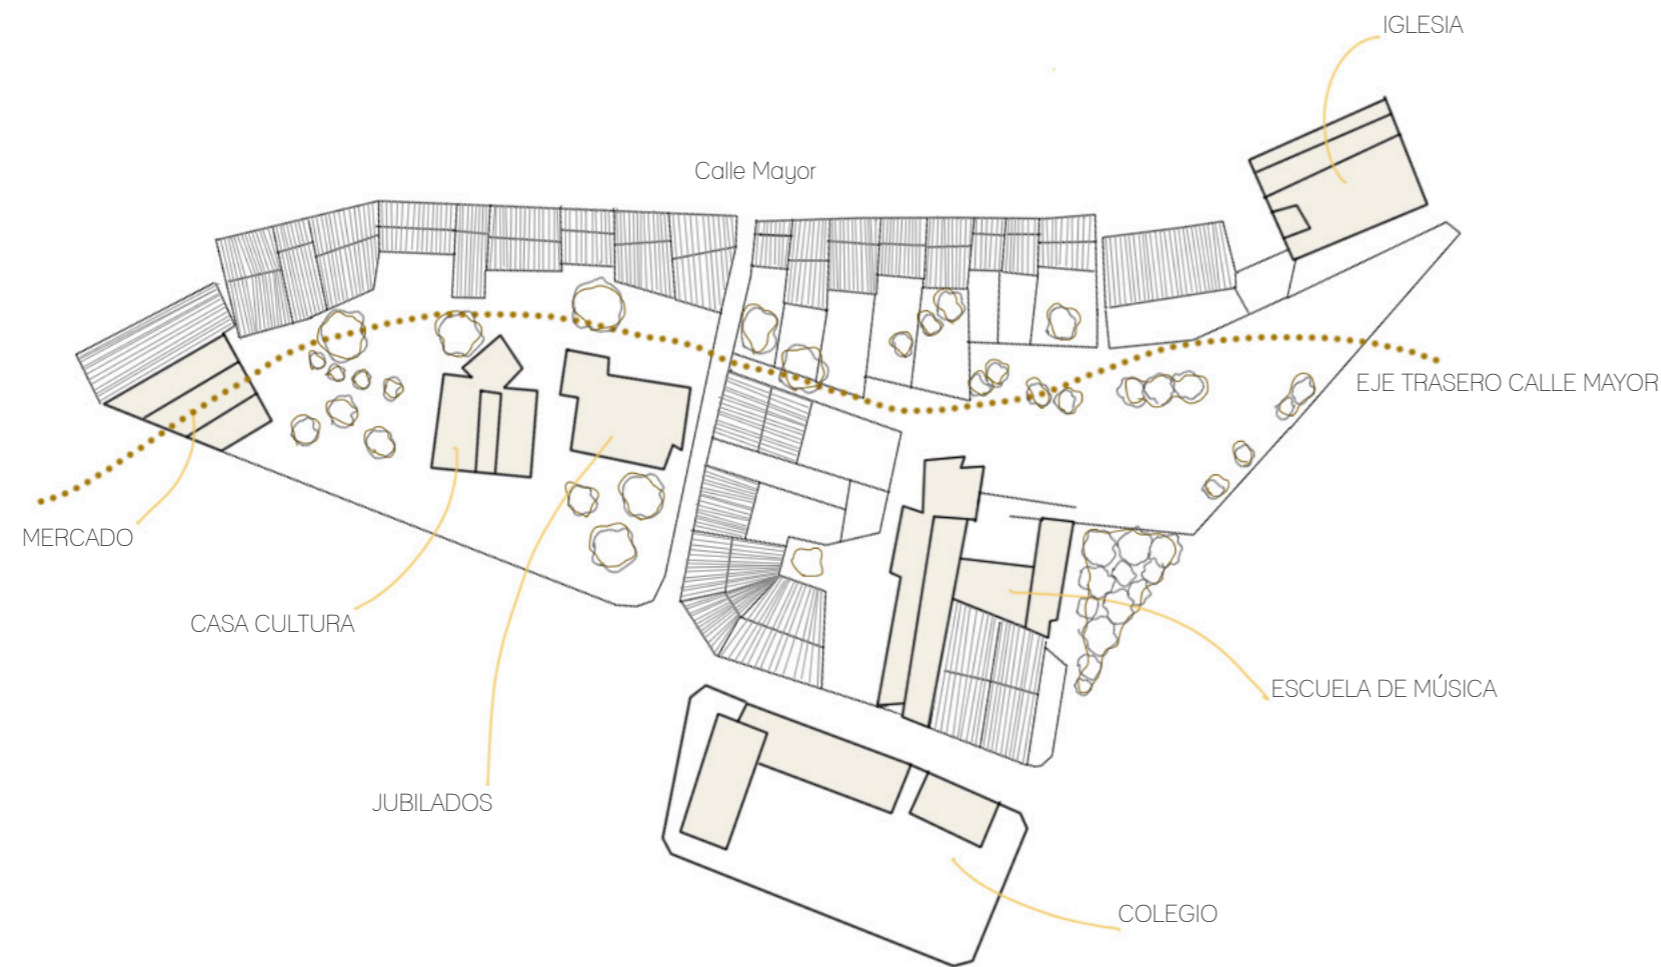 IGLESIA
Calle Mayor
EJE TRASERO CALLE MAYOR
MERCADO
CASA CULTURA
ESCUELA DE MÚSICA
JUBILADOS
COLEGIO